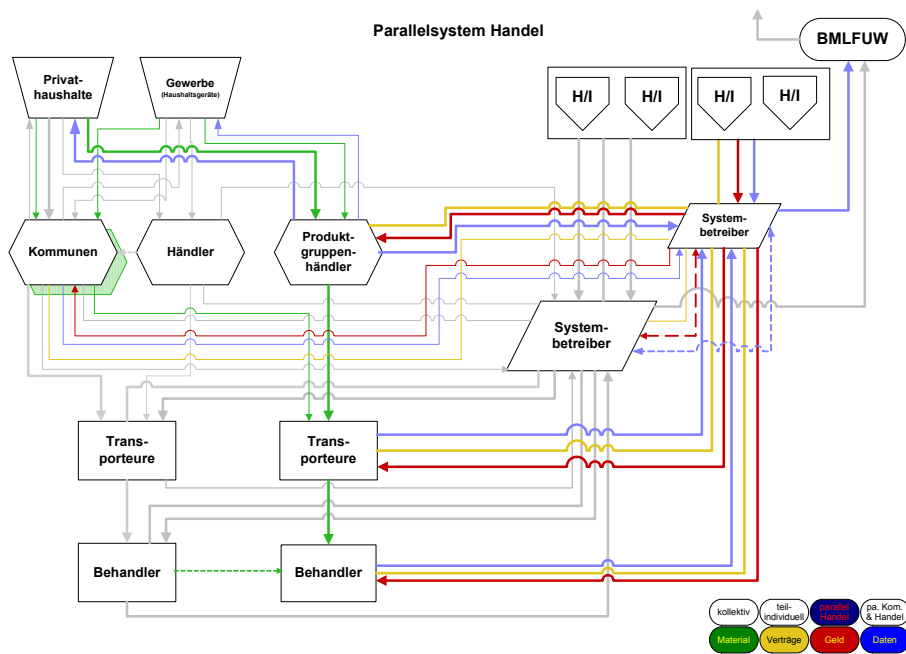 Parallelsystem Handel
BMLFUW
Privat-
haushalte
Gewerbe
(Haushaltsgeräte)
H/I
H/I
H/I
H/I
Kommunen
Händler
Produkt-
gruppen-
händler
System-
betreiber
System-
betreiber
Trans-
porteure
Trans-
porteure
Behandler
Behandler
kollektiv
teil-
individuell
parallel
Handel
pa. Kom.
& Handel
Material
Verträge
Geld
Daten